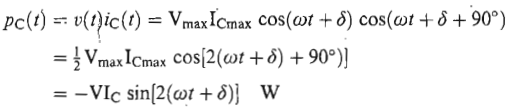 p_C(t) = v(t)i_C(t) = V_max I_Cmax cos(ωt + δ) cos(ωt + δ + 90°)
= ½ V_max I_Cmax cos[2(ωt + δ) + 90°)]
= −VI_C sin[2(ωt + δ)] W